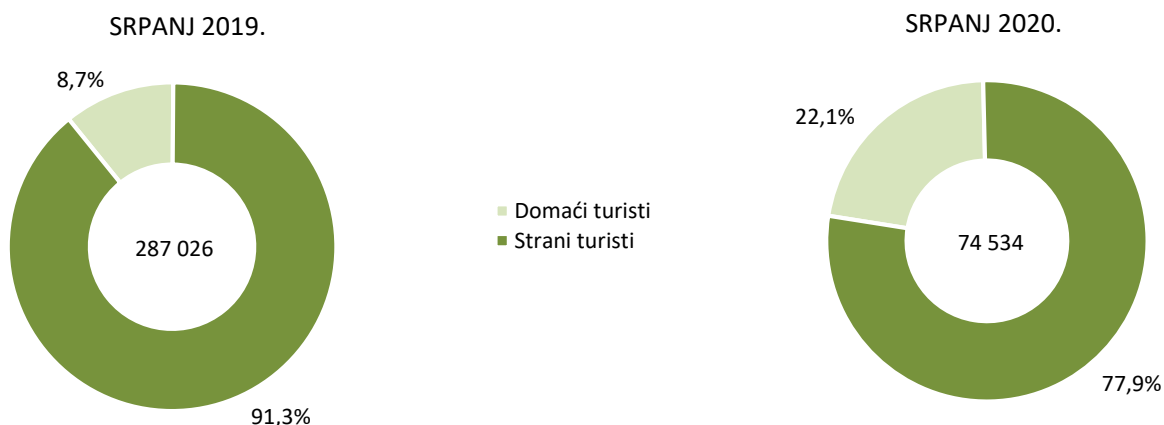 SRPANJ 2019.
8,7%
287 026
91,3%
Domaći turisti
Strani turisti
SRPANJ 2020.
22,1%
74 534
77,9%